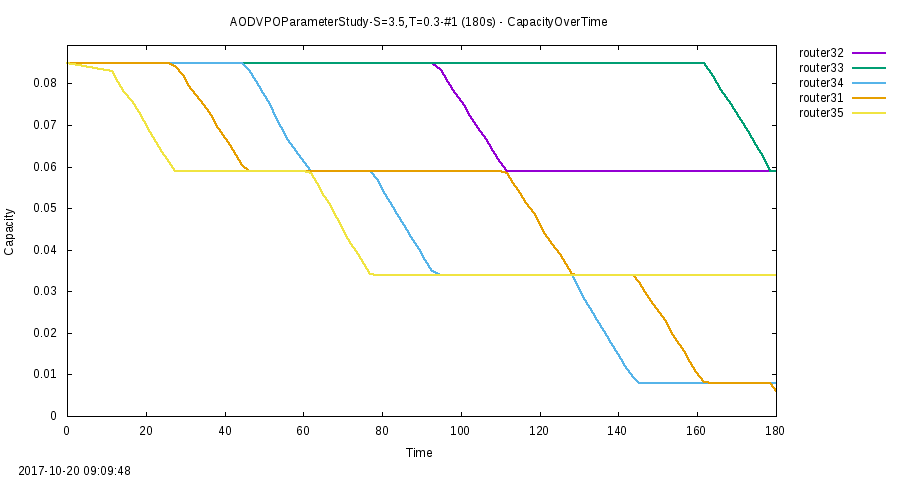 AODVPOParameterStudy-S=3.5,T=0.3-#1 (180s) - CapacityOverTime
router32
router33
router34
router31
router35
0.08
0.07
0.06
0.05
0.04
0.03
0.02
0.01
0
Capacity
0 20 40 60 80 100 120 140 160 180
Time
2017-10-20 09:09:48